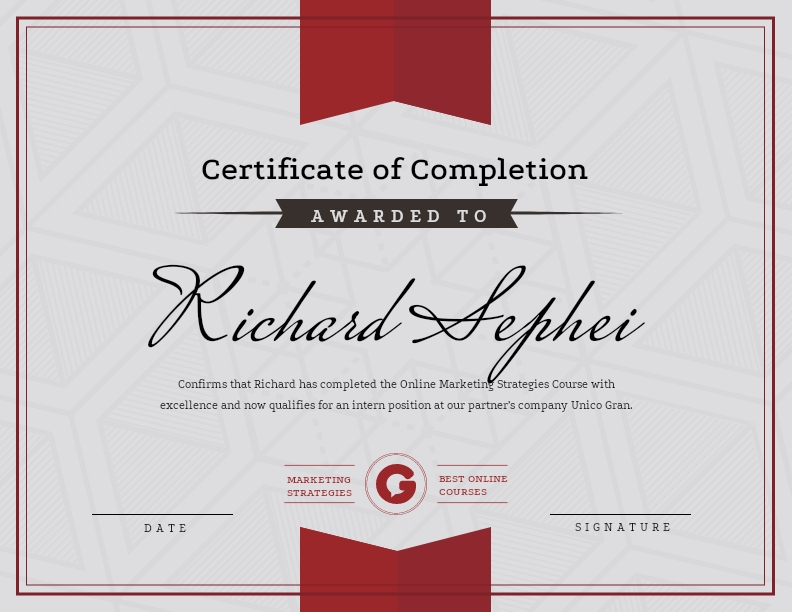 Certificate of Completion
AWARDED TO
Richard Sephei
Confirms that Richard has completed the Online Marketing Strategies Course with
excellence and now qualifies for an intern position at our partner's company Unico Gran.
MARKETING
STRATEGIES
G
BEST ONLINE
COURSES
DATE
SIGNATURE